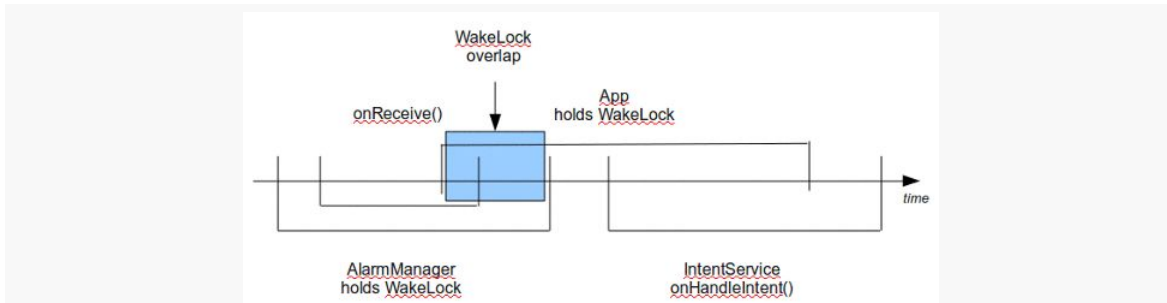 WakeLock
overlap
onReceive()
App
holds WakeLock
time
AlarmManager
holds WakeLock
IntentService
onHandleIntent()